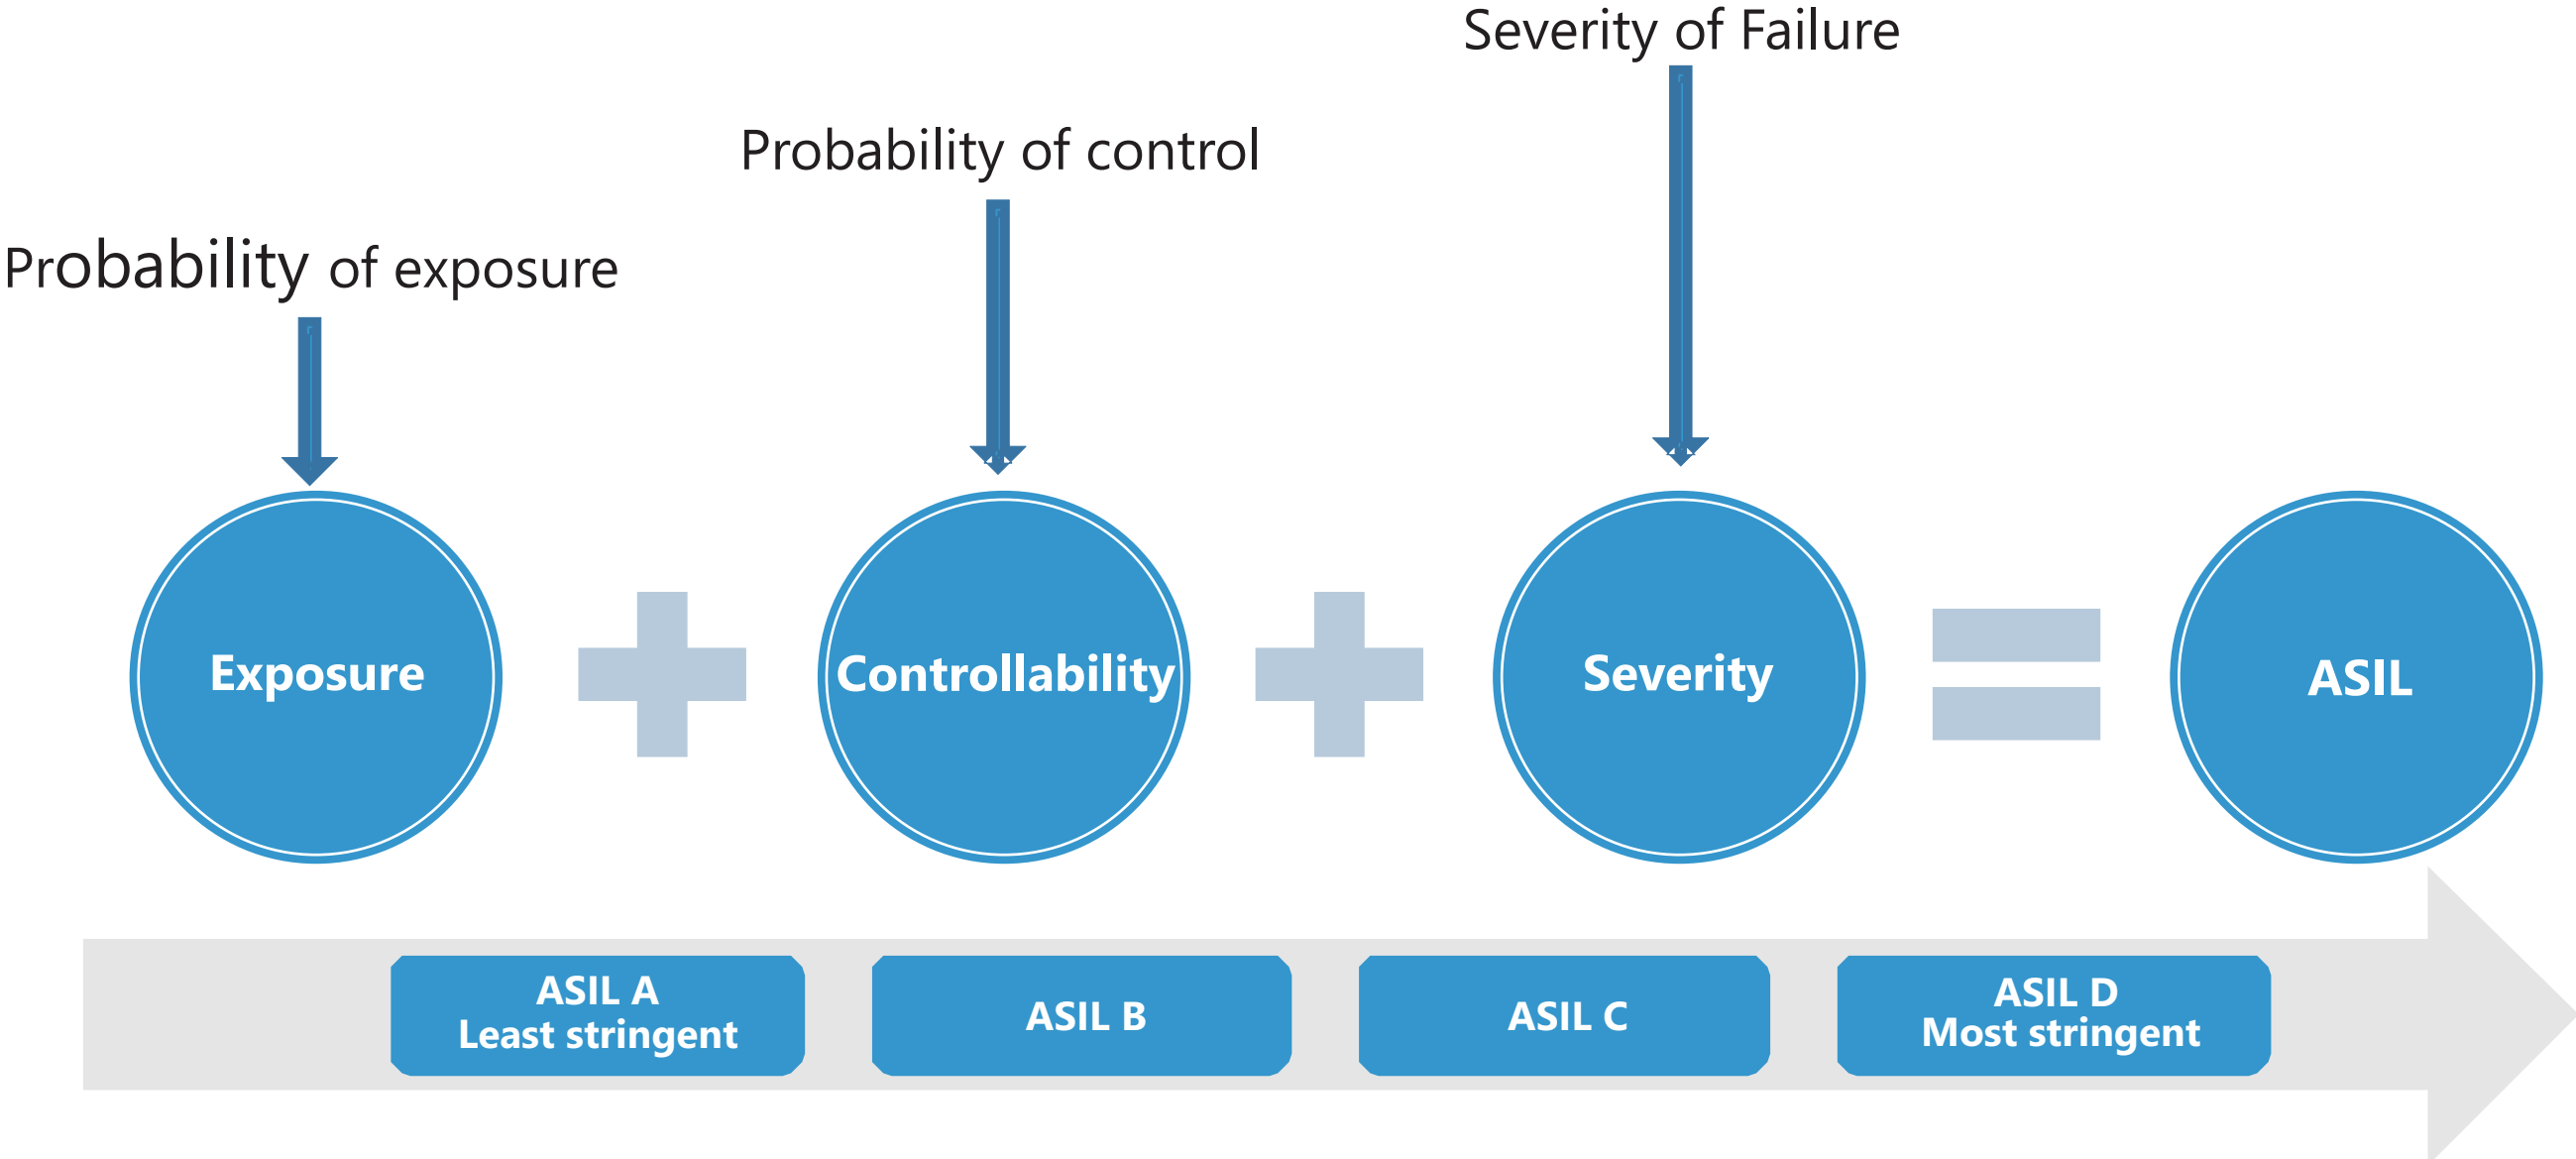 Severity of Failure
Probability of control
Probability of exposure
Exposure
Controllability
Severity
ASIL
ASIL A
Least stringent
ASIL B
ASIL C
ASIL D
Most stringent